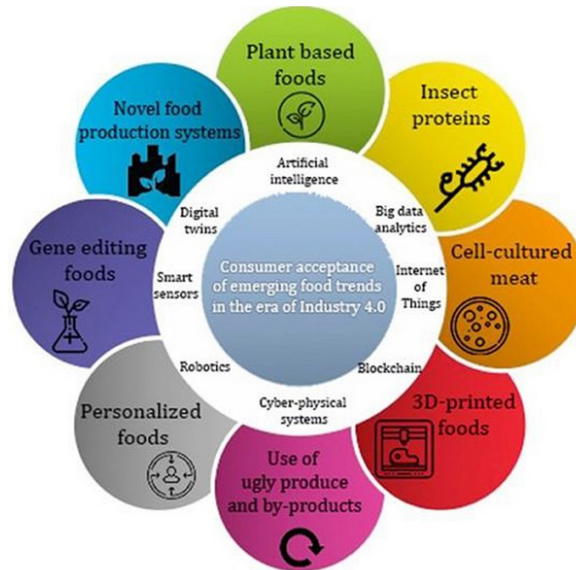 Plant based
foods
Insect
proteins
Cell-cultured
meat
3D-printed
foods
Use of
ugly produce
and by-products
Personalized
foods
Gene editing
foods
Novel food
production systems
Artificial
intelligence
Big data
analytics
Internet
of
Things
Blockchain
Cyber-physical
systems
Robotics
Smart
sensors
Digital
twins
Consumer acceptance
of emerging food trends
in the era of Industry 4.0